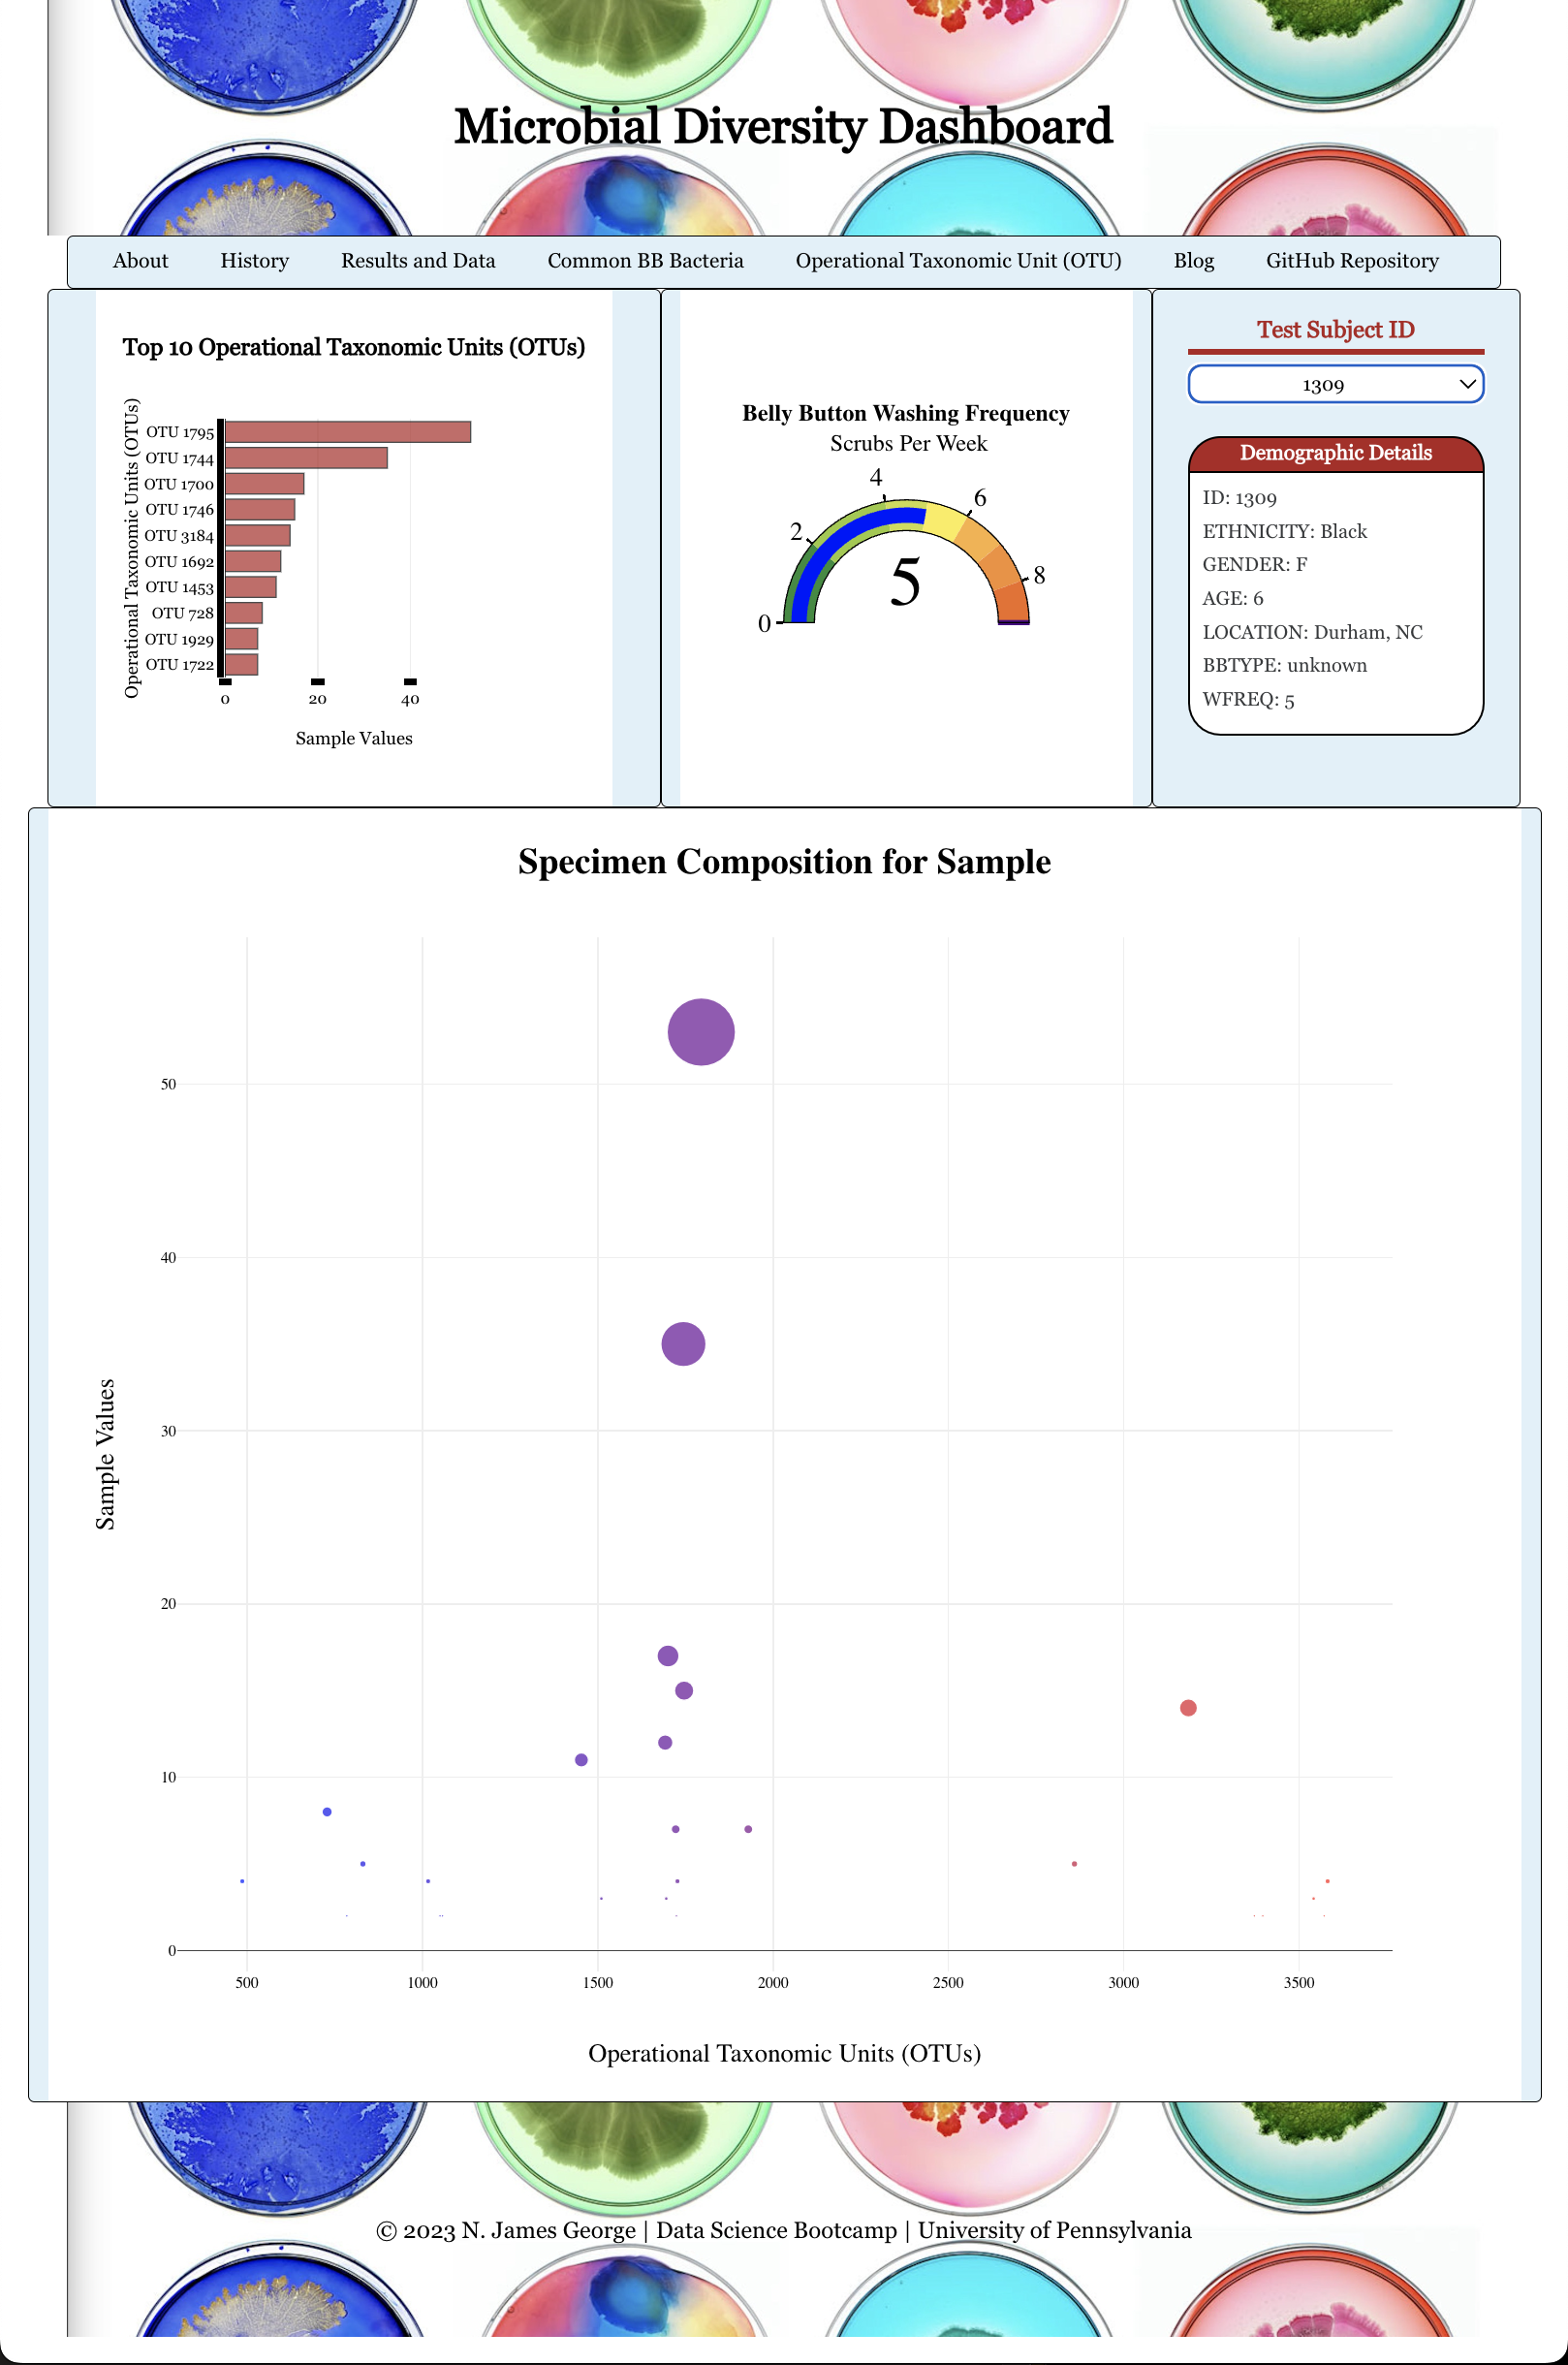 Microbial Diversity Dashboard
About History Results and Data Common BB Bacteria Operational Taxonomic Unit (OTU) Blog GitHub Repository
Top 10 Operational Taxonomic Units (OTUs)
Operational Taxonomic Units (OTUs)
OTU 1795
OTU 1744
OTU 1700
OTU 1746
OTU 3184
OTU 1692
OTU 1453
OTU 728
OTU 1929
OTU 1722
0 20 40
Sample Values
Belly Button Washing Frequency
Scrubs Per Week
0 2 4 6 8
5
Test Subject ID
1309
Demographic Details
ID: 1309
ETHNICITY: Black
GENDER: F
AGE: 6
LOCATION: Durham, NC
BBTYPE: unknown
WFREQ: 5
Specimen Composition for Sample
Sample Values
50
40
30
20
10
0
500 1000 1500 2000 2500 3000 3500
Operational Taxonomic Units (OTUs)
© 2023 N. James George | Data Science Bootcamp | University of Pennsylvania